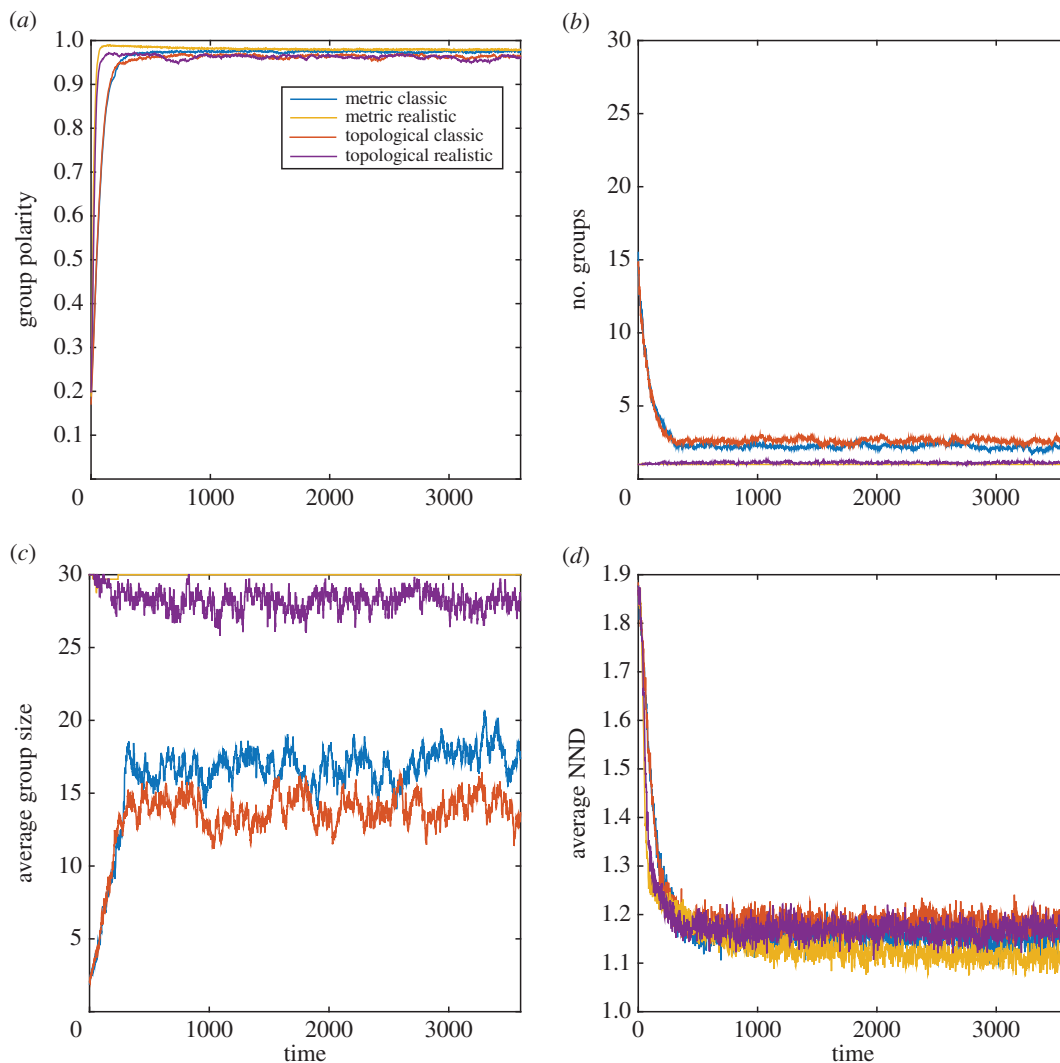 (a)
1.0
0.9
0.8
0.7
0.6
0.5
0.4
0.3
0.2
0.1
group polarity
metric classic
metric realistic
topological classic
topological realistic
0 1000 2000 3000
(b)
30
25
20
15
10
5
no. groups
0 1000 2000 3000
(c)
30
25
20
15
10
5
average group size
0 1000 2000 3000
time
(d)
1.9
1.8
1.7
1.6
1.5
1.4
1.3
1.2
1.1
1.0
average NND
0 1000 2000 3000
time